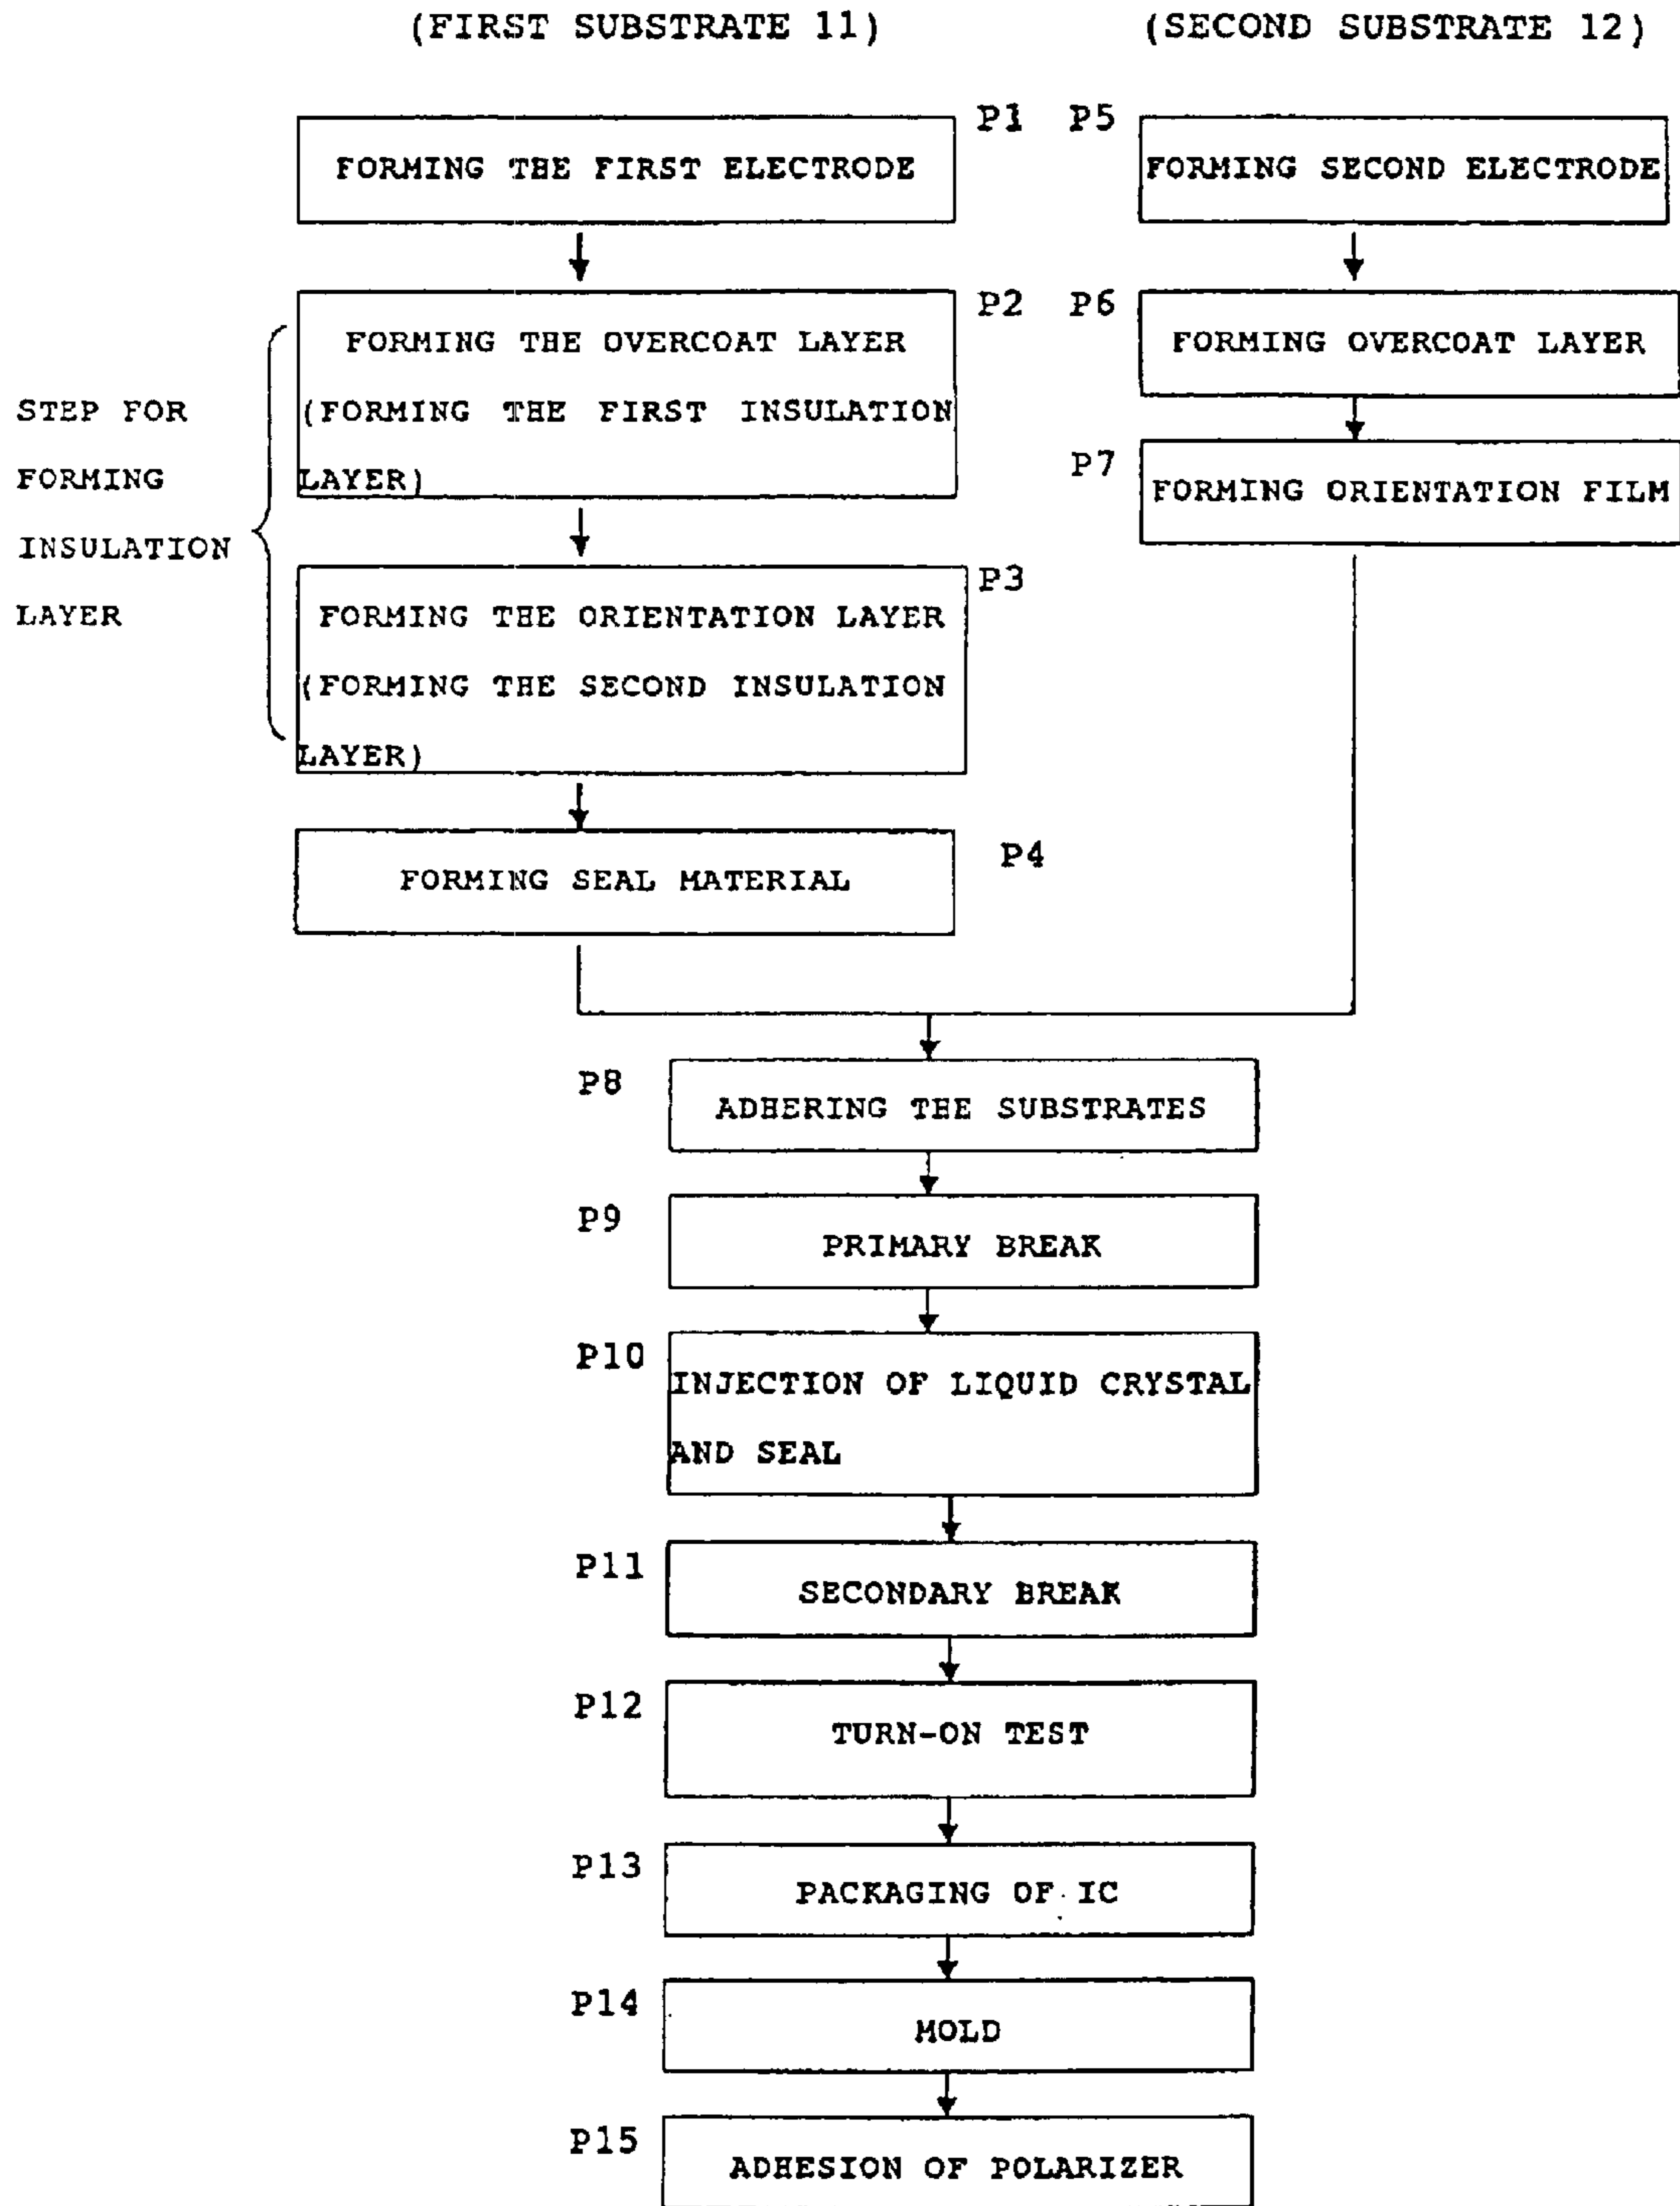 (FIRST SUBSTRATE 11)
(SECOND SUBSTRATE 12)
P1
FORMING THE FIRST ELECTRODE
P2
FORMING THE OVERCOAT LAYER
(FORMING THE FIRST INSULATION
LAYER)
STEP FOR
FORMING
INSULATION
LAYER
P3
FORMING THE ORIENTATION LAYER
(FORMING THE SECOND INSULATION
LAYER)
P4
FORMING SEAL MATERIAL
P5
FORMING SECOND ELECTRODE
P6
FORMING OVERCOAT LAYER
P7
FORMING ORIENTATION FILM
P8
ADHERING THE SUBSTRATES
P9
PRIMARY BREAK
P10
INJECTION OF LIQUID CRYSTAL
AND SEAL
P11
SECONDARY BREAK
P12
TURN-ON TEST
P13
PACKAGING OF IC
P14
MOLD
P15
ADHESION OF POLARIZER